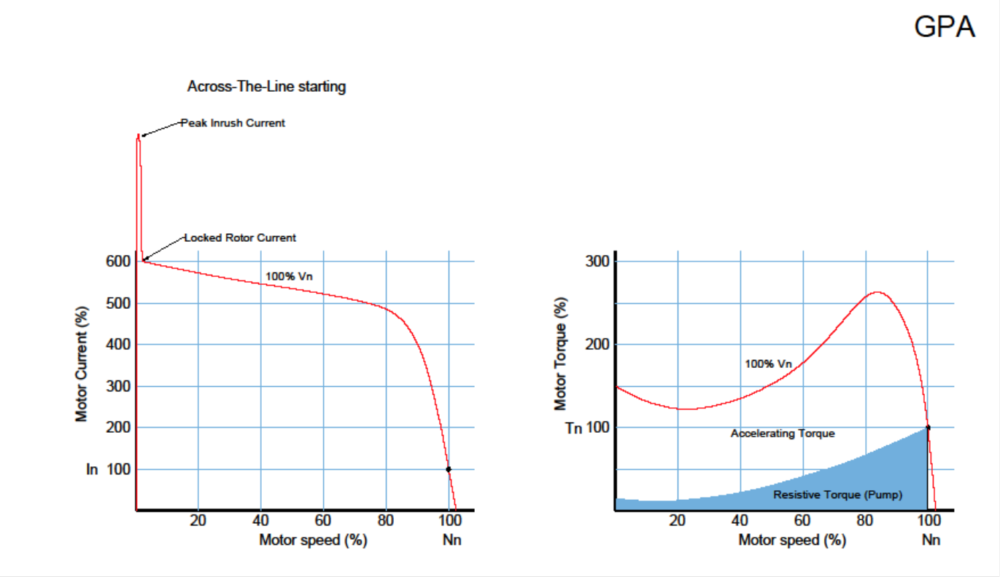 GPA
Across-The-Line starting
Peak Inrush Current
Locked Rotor Current
600
100% Vn
500
400
300
200
In 100
Motor Current (%)
20 40 60 80 100
Motor speed (%) Nn
300
200
100% Vn
Tn 100
Accelerating Torque
Resistive Torque (Pump)
Motor Torque (%)
20 40 60 80 100
Motor speed (%) Nn